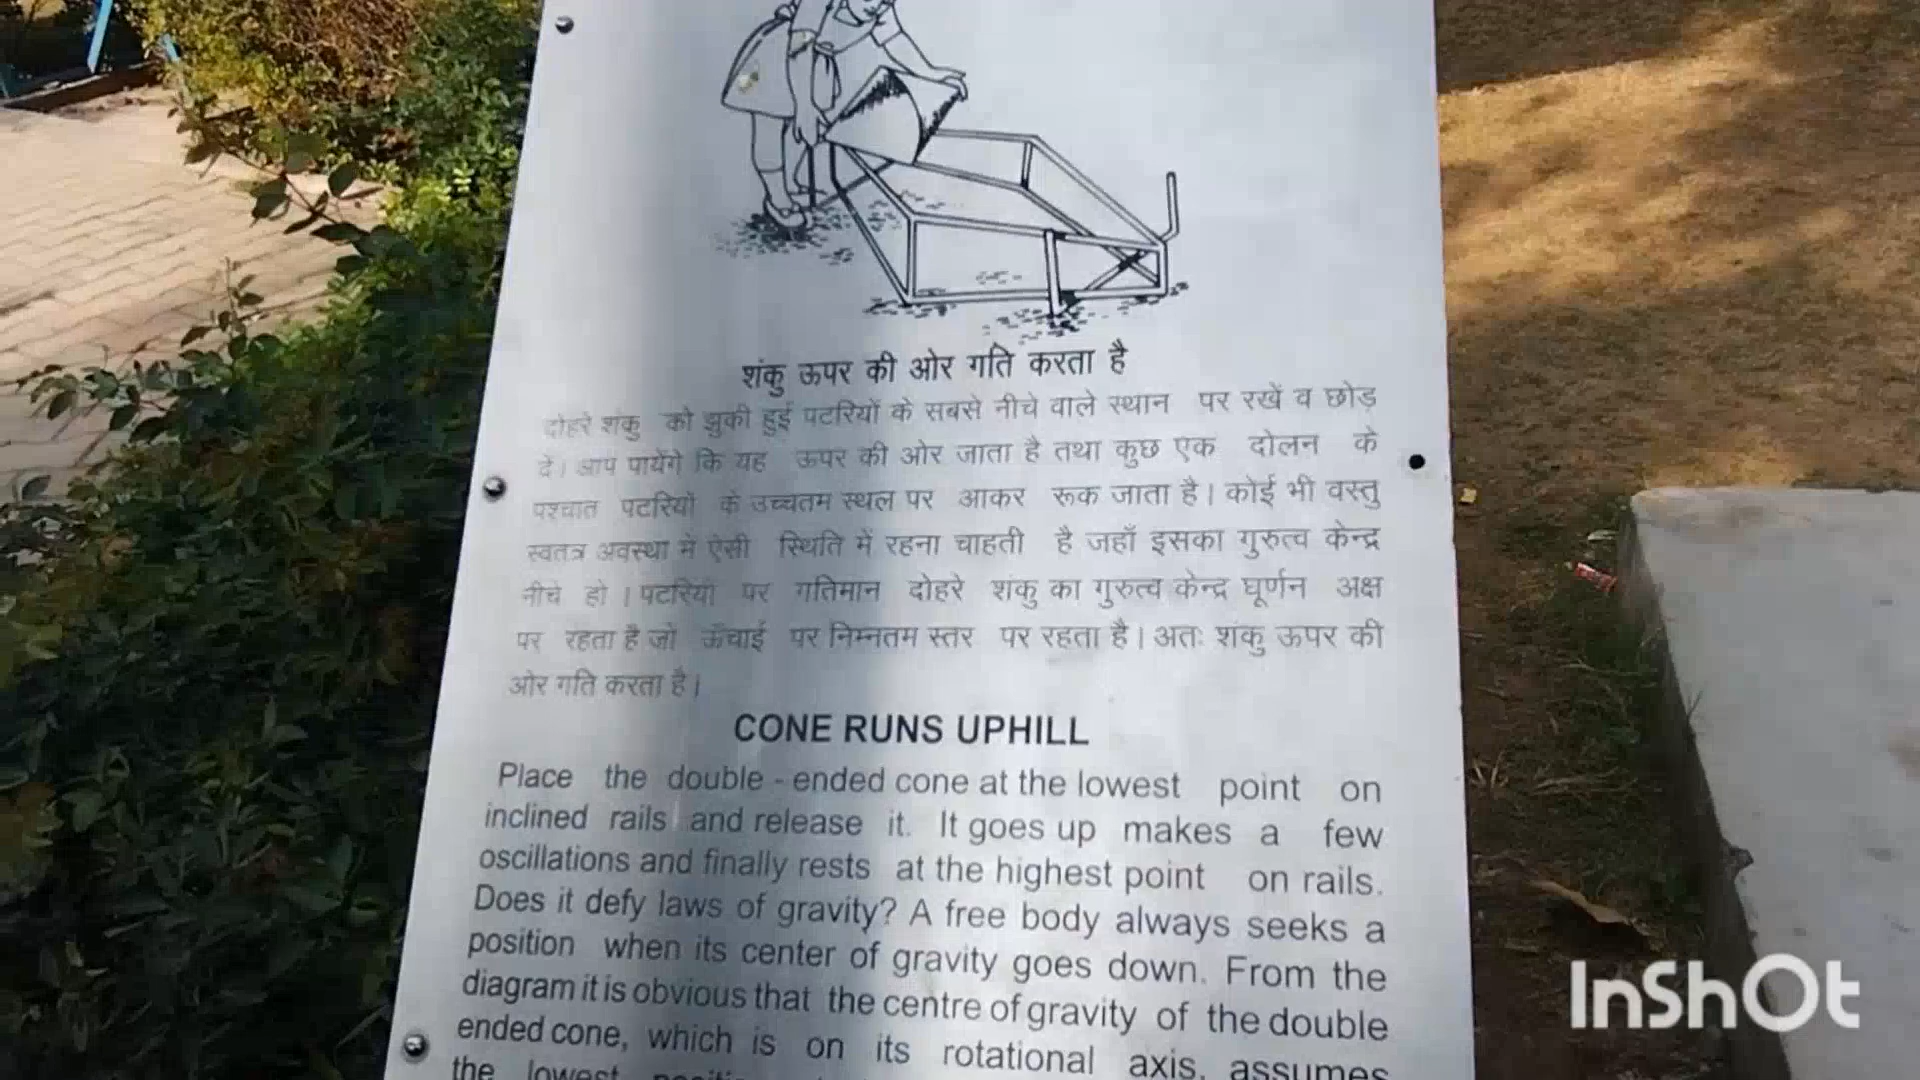 शंकु ऊपर की ओर गति करता है
दोहरे शंकु को झुकी हुई पटरियों के सबसे नीचे वाले स्थान पर रखें व छोड़
दे। आप पायेंगे कि यह ऊपर की ओर जाता है तथा कुछ एक दोलन के
पश्चात पटरियों के उच्चतम स्थल पर आकर रूक जाता है। कोई भी वस्तु
स्वतंत्र अवस्था में ऐसी स्थिति में रहना चाहती है जहाँ इसका गुरुत्व केन्द्र
नीचे हो। पटरियों पर गतिमान दोहरे शंकु का गुरुत्व केन्द्र घूर्णन अक्ष
पर रहता है जो ऊँचाई पर निम्नतम स्तर पर रहता है। अतः शंकु ऊपर की
ओर गति करता है।
CONE RUNS UPHILL
Place the double - ended cone at the lowest point on
inclined rails and release it. It goes up makes a few
oscillations and finally rests at the highest point on rails.
Does it defy laws of gravity? A free body always seeks a
position when its center of gravity goes down. From the
diagram it is obvious that the centre of gravity of the double
ended cone, which is on its rotational axis, assumes
the lowest
InShOt